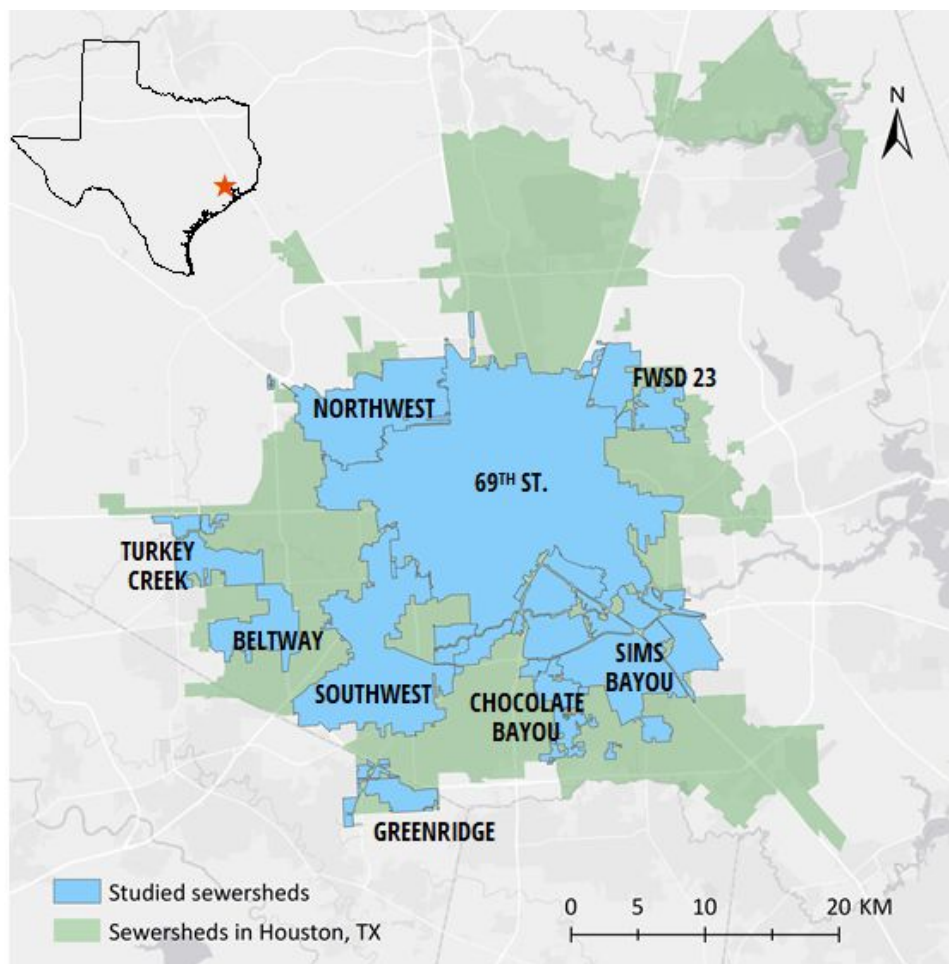 N
NORTHWEST
FWSD 23
69TH ST.
TURKEY
CREEK
BELTWAY
SIMS
BAYOU
SOUTHWEST
CHOCOLATE
BAYOU
GREENRIDGE
Studied sewersheds
Sewersheds in Houston, TX
0 5 10 20 KM